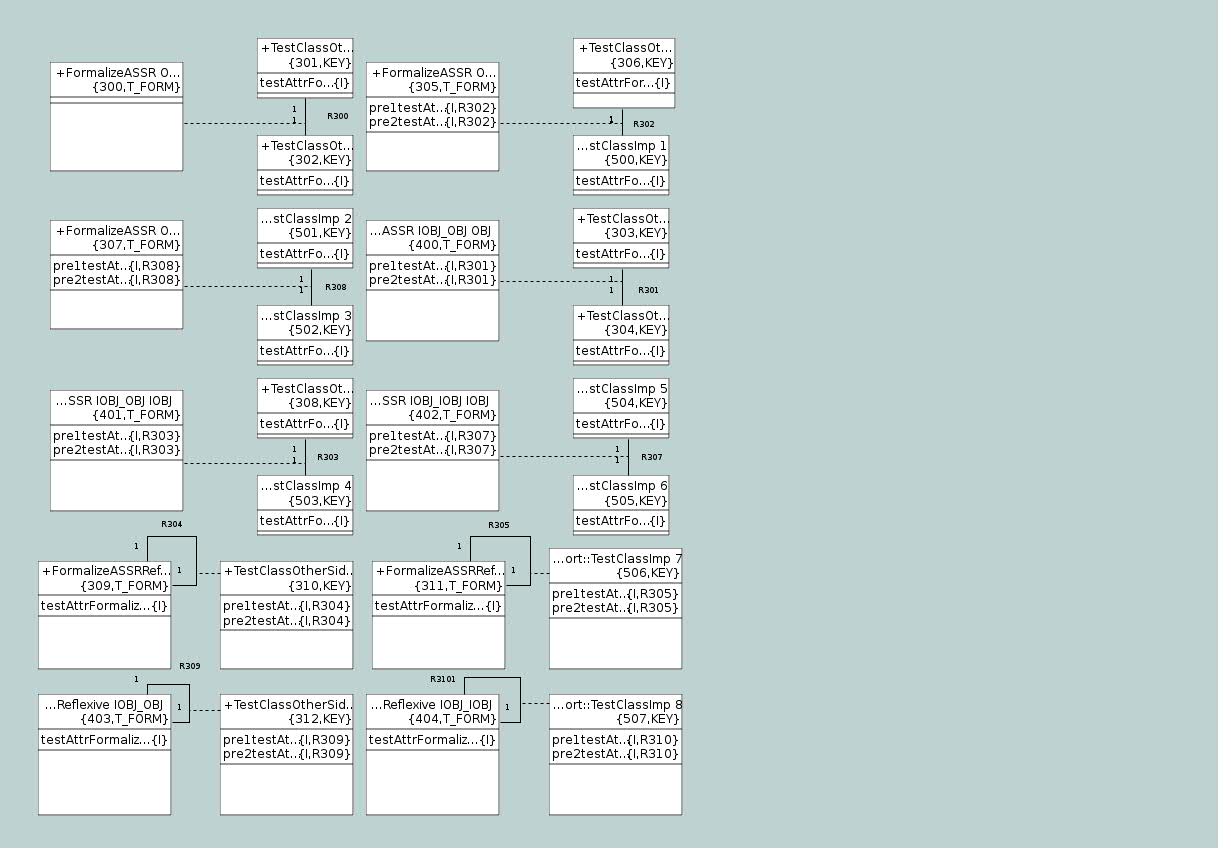 +FormalizeASSR O...
{300,T_FORM}
+TestClassOt...
{301,KEY}
testAttrFo...{I}
1
1
R300
+TestClassOt...
{302,KEY}
testAttrFo...{I}
+FormalizeASSR O...
{305,T_FORM}
pre1testAt...{I,R302}
pre2testAt...{I,R302}
+TestClassOt...
{306,KEY}
testAttrFor...{I}
1
R302
...stClassImp 1
{500,KEY}
testAttrFo...{I}
+FormalizeASSR O...
{307,T_FORM}
pre1testAt...{I,R308}
pre2testAt...{I,R308}
...stClassImp 2
{501,KEY}
testAttrFo...{I}
1
1
R308
...stClassImp 3
{502,KEY}
testAttrFo...{I}
...ASSR IOBJ_OBJ OBJ
{400,T_FORM}
pre1testAt...{I,R301}
pre2testAt...{I,R301}
+TestClassOt...
{303,KEY}
testAttrFo...{I}
1
1
R301
+TestClassOt...
{304,KEY}
testAttrFo...{I}
...SSR IOBJ_OBJ IOBJ
{401,T_FORM}
pre1testAt...{I,R303}
pre2testAt...{I,R303}
+TestClassOt...
{308,KEY}
testAttrFo...{I}
1
1
R303
...stClassImp 4
{503,KEY}
testAttrFo...{I}
...SSR IOBJ_IOBJ IOBJ
{402,T_FORM}
pre1testAt...{I,R307}
pre2testAt...{I,R307}
...stClassImp 5
{504,KEY}
testAttrFo...{I}
1
1
R307
...stClassImp 6
{505,KEY}
testAttrFo...{I}
R304
1
1
+FormalizeASSRRef...
{309,T_FORM}
testAttrFormaliz...{I}
+TestClassOtherSid...
{310,KEY}
pre1testAt...{I,R304}
pre2testAt...{I,R304}
R305
1
1
+FormalizeASSRRef...
{311,T_FORM}
testAttrFormaliz...{I}
...ort::TestClassImp 7
{506,KEY}
pre1testAt...{I,R305}
pre2testAt...{I,R305}
R309
1
1
...Reflexive IOBJ_OBJ
{403,T_FORM}
testAttrFormaliz...{I}
+TestClassOtherSid...
{312,KEY}
pre1testAt...{I,R309}
pre2testAt...{I,R309}
R3101
1
...Reflexive IOBJ_IOBJ
{404,T_FORM}
testAttrFormaliz...{I}
...ort::TestClassImp 8
{507,KEY}
pre1testAt...{I,R310}
pre2testAt...{I,R310}